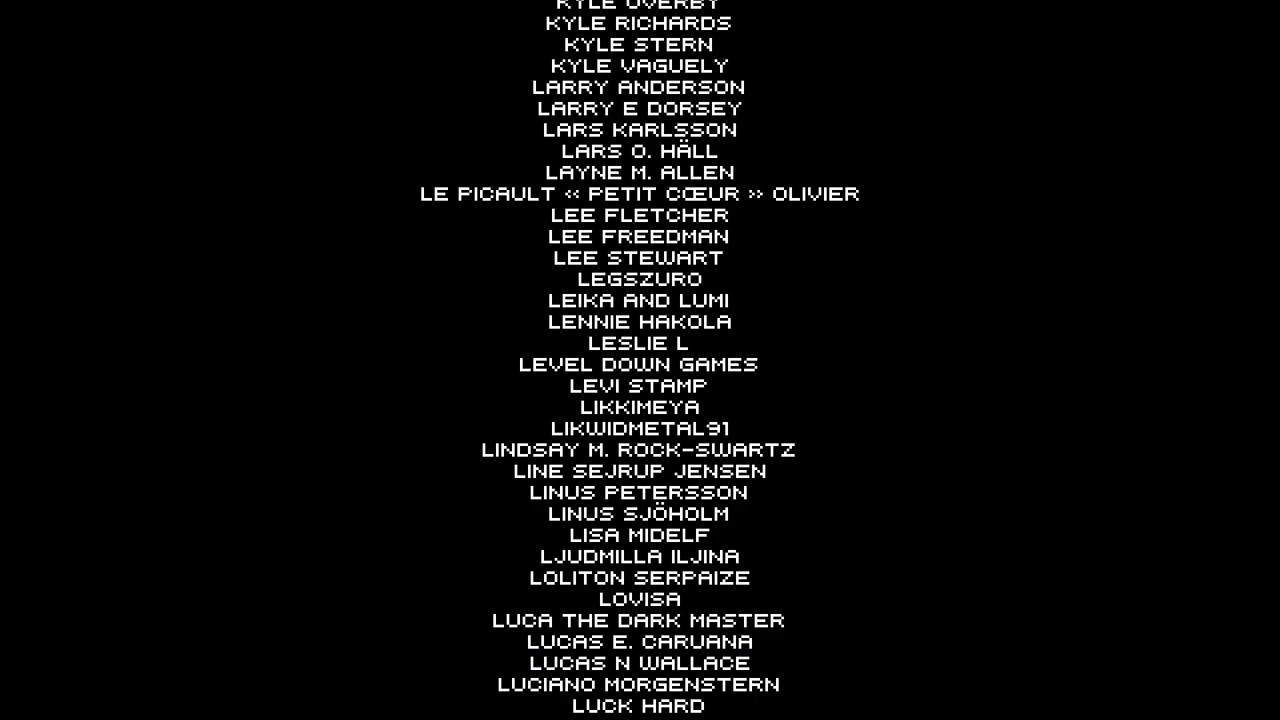 KYLE OVERBY
KYLE RICHARDS
KYLE STERN
KYLE VAGUELY
LARRY ANDERSON
LARRY E DORSEY
LARS KARLSSON
LARS O. HÄLL
LAYNE M. ALLEN
LE PICAULT « PETIT CŒUR » OLIVIER
LEE FLETCHER
LEE FREEDMAN
LEE STEWART
LEGSZURO
LEIKA AND LUMI
LENNIE HAKOLA
LESLIE L
LEVEL DOWN GAMES
LEVI STAMP
LIKKIMEYA
LIKWIDMETAL91
LINDSAY M. ROCK-SWARTZ
LINE SEJRUP JENSEN
LINUS PETERSSON
LINUS SJÖHOLM
LISA MIDELF
LJUDMILLA ILJINA
LOLITON SERPAIZE
LOVISA
LUCA THE DARK MASTER
LUCAS E. CARUANA
LUCAS N WALLACE
LUCIANO MORGENSTERN
LUCK HARD